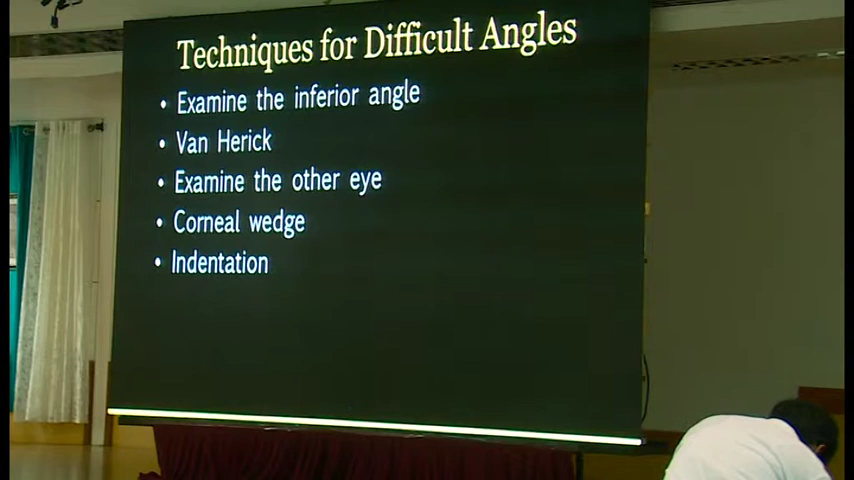 Techniques for Difficult Angles
• Examine the inferior angle
• Van Herick
• Examine the other eye
• Corneal wedge
• Indentation